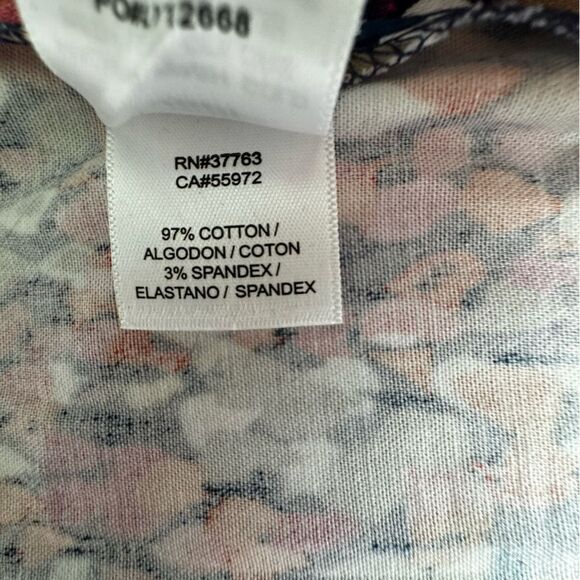 RN#37763
CA#55972
97% COTTON /
ALGODON / COTON
3% SPANDEX /
ELASTANO / SPANDEX